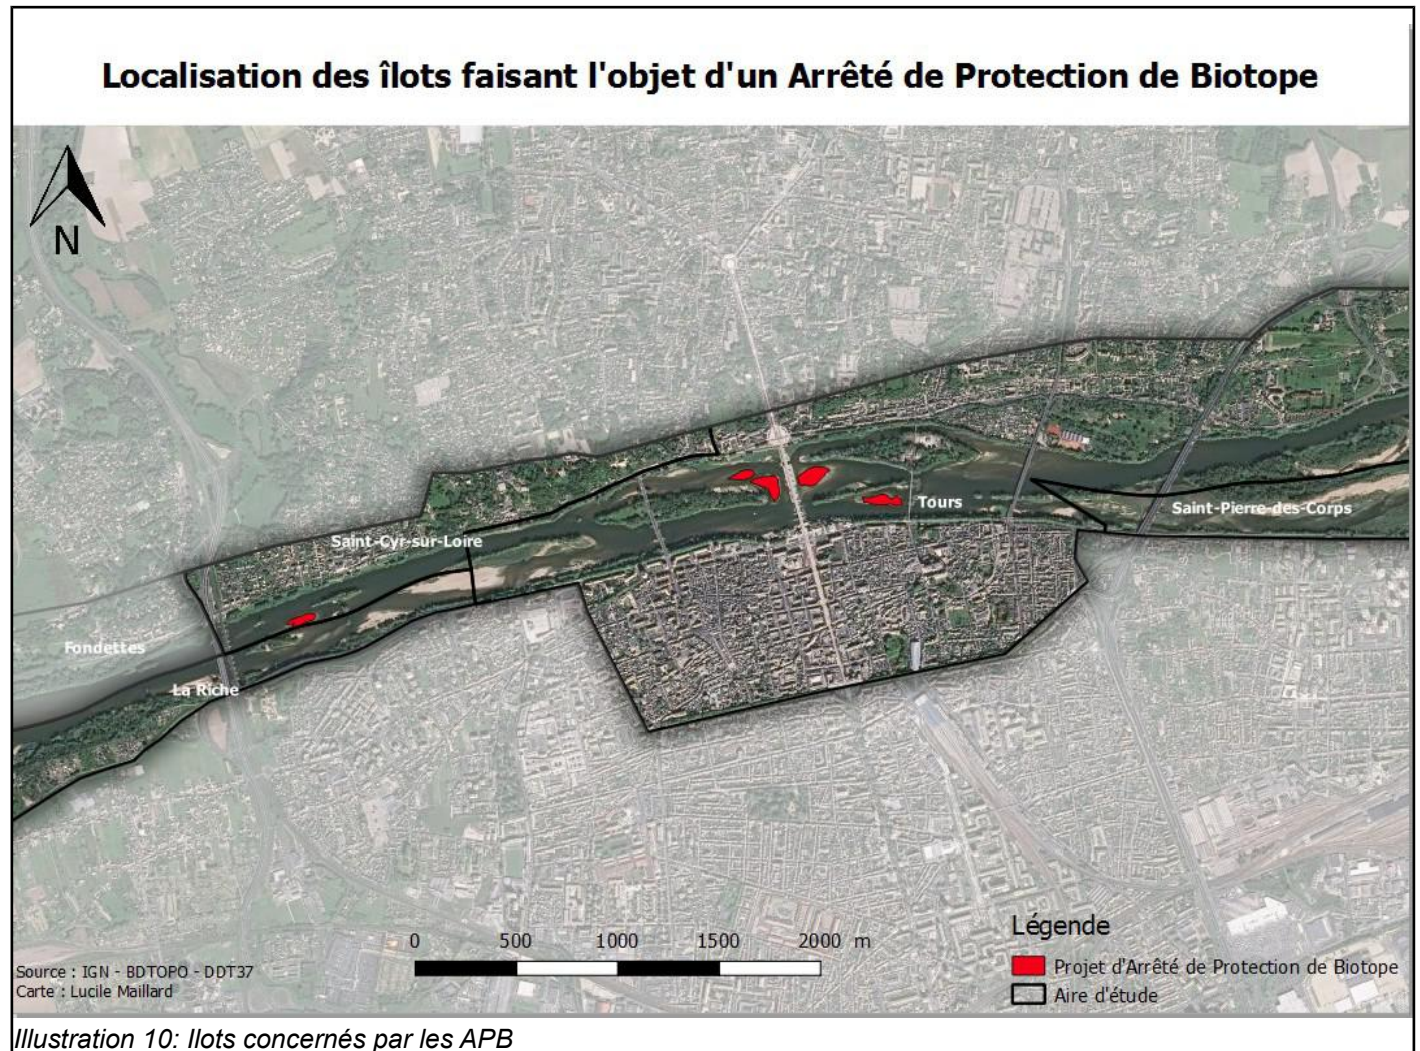 Localisation des îlots faisant l'objet d'un Arrêté de Protection de Biotope
N
Tours
Saint-Pierre-des-Corps
Saint-Cyr-sur-Loire
Fondettes
La Riche
0 500 1000 1500 2000 m
Légende
Projet d'Arrêté de Protection de Biotope
Aire d'étude
Source : IGN - BDTOPO - DDT37
Carte : Lucile Maillard
Illustration 10: Ilots concernés par les APB